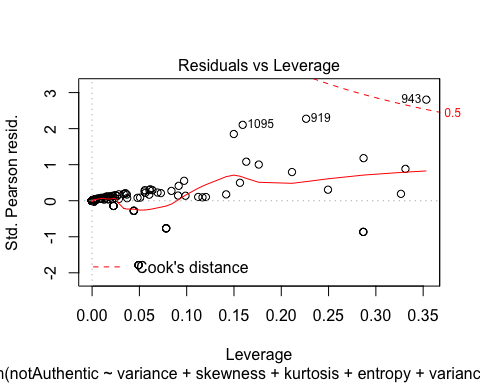 Residuals vs Leverage
Std. Pearson resid.
3
2
1
0
-1
-2
943
919
1095
0.5
Cook's distance
0.00 0.05 0.10 0.15 0.20 0.25 0.30 0.35
Leverage
n(notAuthentic ~ variance + skewness + kurtosis + entropy + varianc